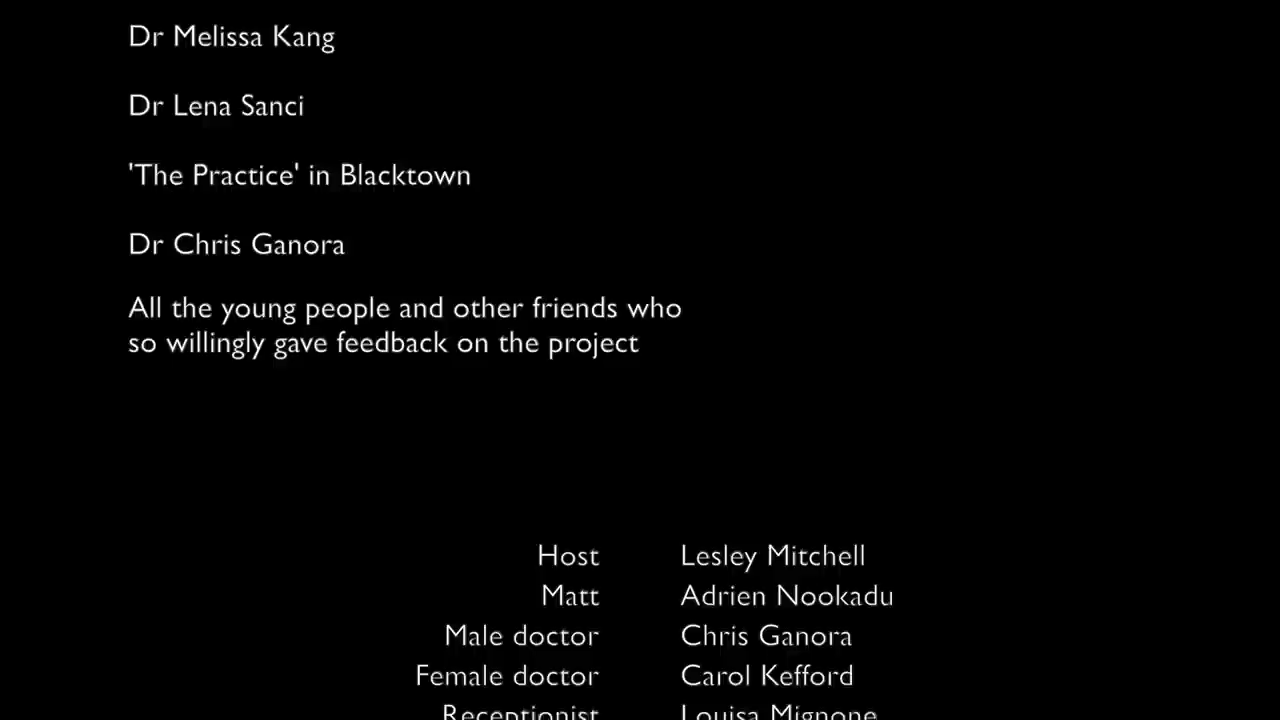 Dr Melissa Kang
Dr Lena Sanci
'The Practice' in Blacktown
Dr Chris Ganora
All the young people and other friends who
so willingly gave feedback on the project
Host Lesley Mitchell
Matt Adrien Nookadu
Male doctor Chris Ganora
Female doctor Carol Kefford
Receptionist Louisa Mignone